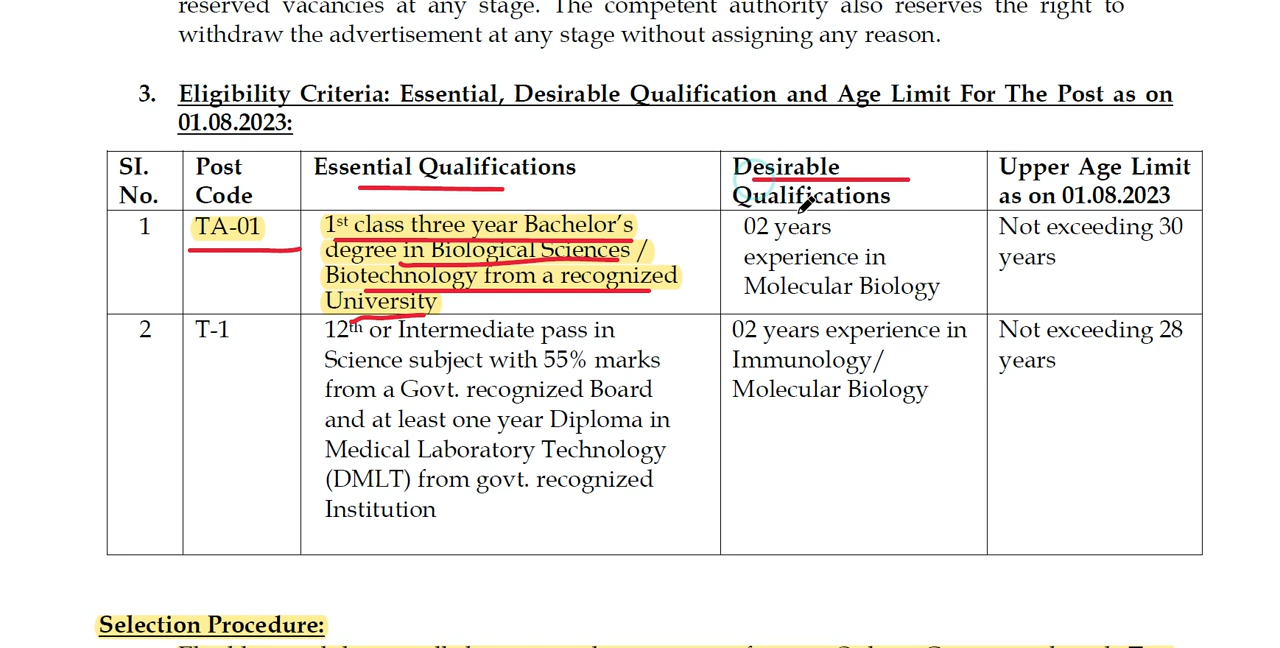 reserved vacancies at any stage. The competent authority also reserves the right to
withdraw the advertisement at any stage without assigning any reason.
3. Eligibility Criteria: Essential, Desirable Qualification and Age Limit For The Post as on
01.08.2023:
SI. No.
Post Code
Essential Qualifications
Desirable Qualifications
Upper Age Limit as on 01.08.2023
1
TA-01
1st class three year Bachelor's
degree in Biological Sciences /
Biotechnology from a recognized
University
02 years
experience in
Molecular Biology
Not exceeding 30
years
2
T-1
12th or Intermediate pass in
Science subject with 55% marks
from a Govt. recognized Board
and at least one year Diploma in
Medical Laboratory Technology
(DMLT) from govt. recognized
Institution
02 years experience in
Immunology/
Molecular Biology
Not exceeding 28
years
Selection Procedure: